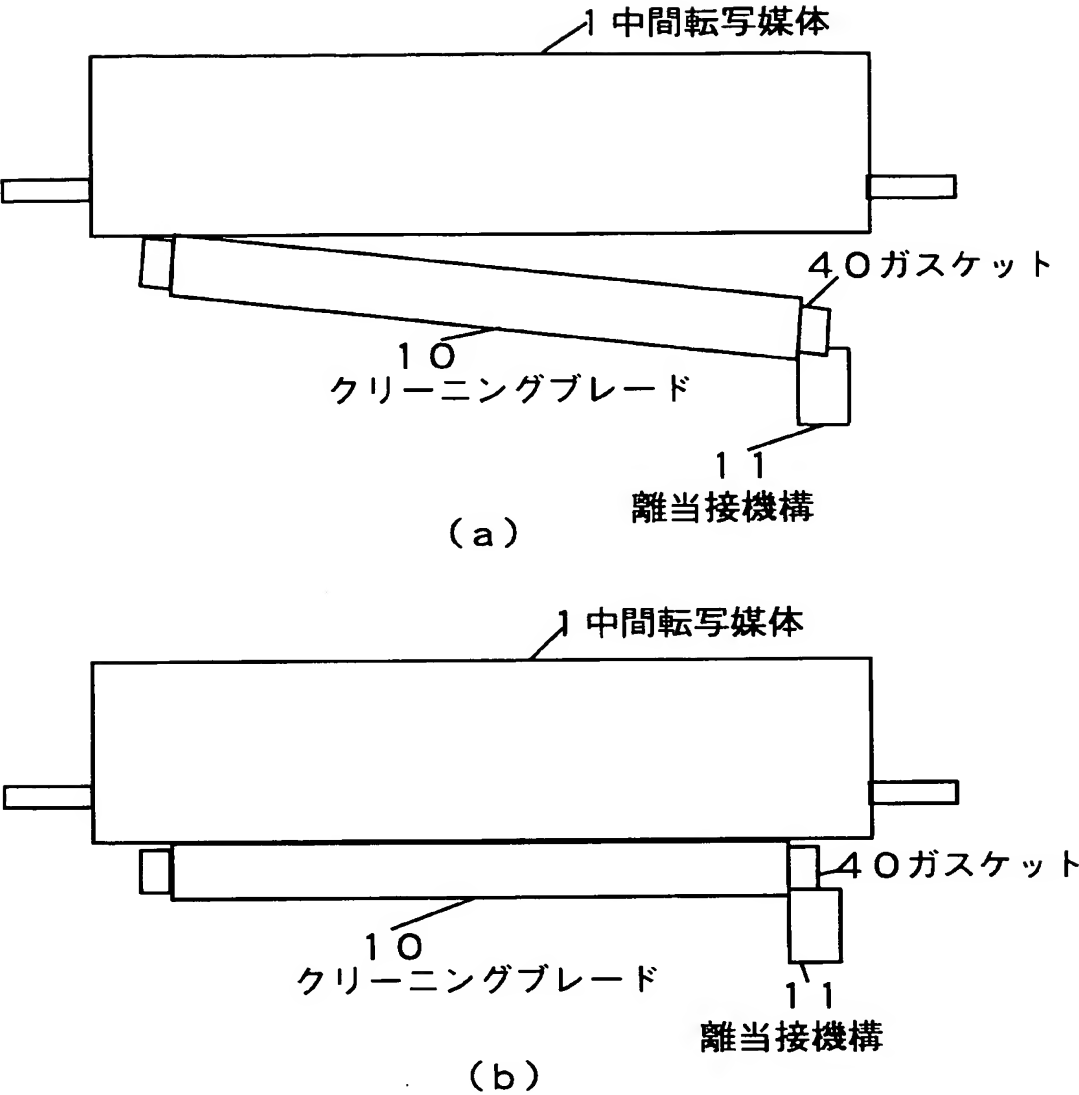 1 中間転写媒体
40ガスケット
10
クリーニングブレード
11
離当接機構
(a)
1 中間転写媒体
40ガスケット
10
クリーニングブレード
11
離当接機構
(b)